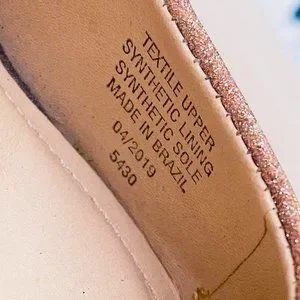 TEXTILE UPPER
SYNTHETIC LINING
SYNTHETIC SOLE
MADE IN BRAZIL
04/2019
5430